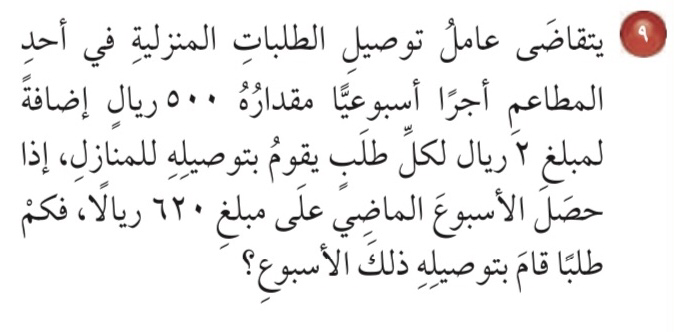 ٩ يتقاضَى عاملُ توصيلِ الطلباتِ المنزليةِ في أحدِ
المطاعمِ أجرًا أسبوعيًّا مقدارُهُ ٥٠٠ ريالٍ إضافةً
لمبلغِ ٢ ريال لكلِّ طلَبٍ يقومُ بتوصيلِهِ للمنازلِ، إذا
حصَلَ الأسبوعَ الماضِي علَى مبلغِ ٦٢٠ ريالًا، فكمْ
طلبًا قامَ بتوصيلِهِ ذلكَ الأسبوعِ؟